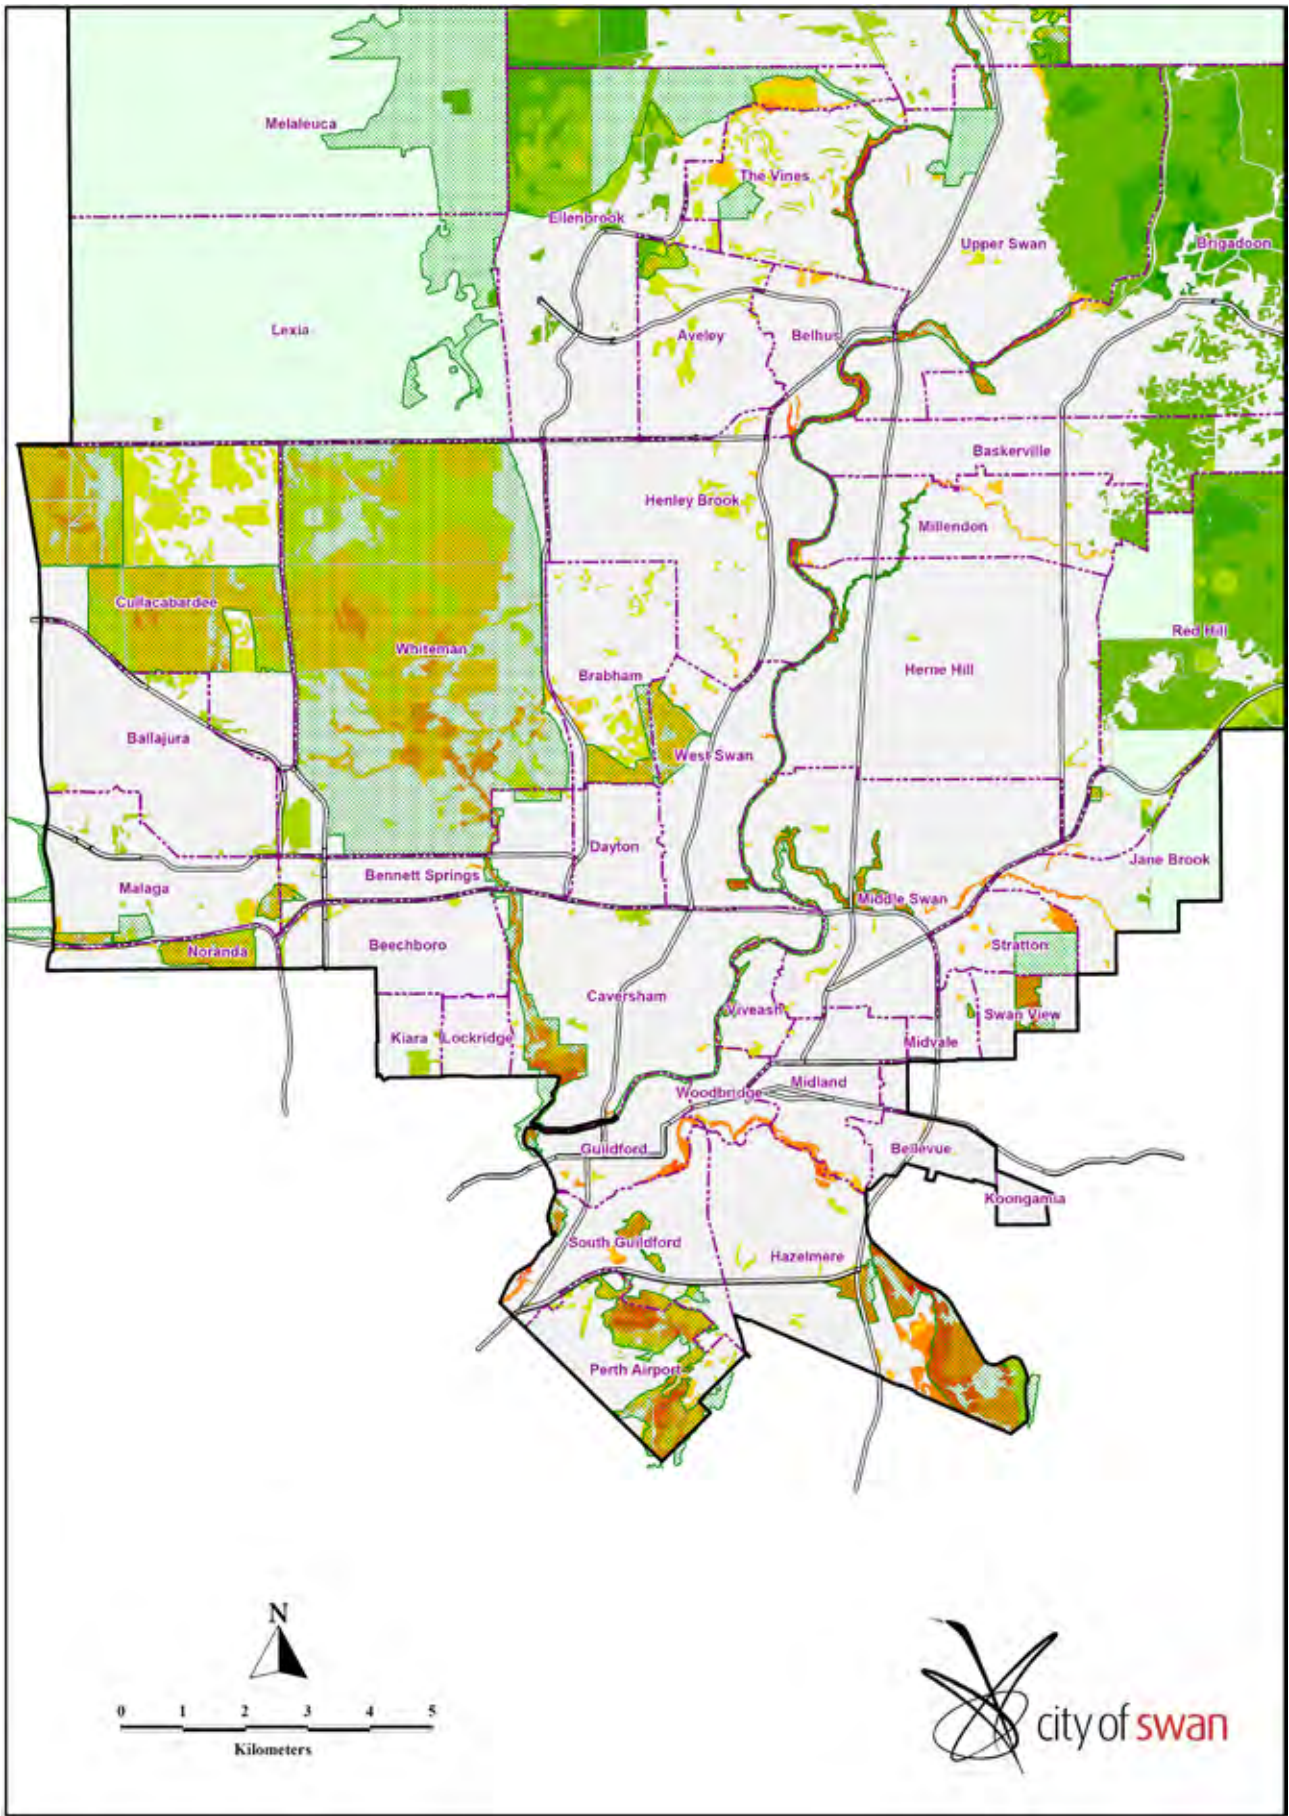 Melaleuca
The Vines
Ellenbrook
Upper Swan
Brigadoon
Lexia
Aveley
Belhus
Baskerville
Henley Brook
Millendon
Cullacabardee
Whiteman
Red Hill
Brabham
Herne Hill
Ballajura
West Swan
Dayton
Jane Brook
Bennett Springs
Malaga
Middle Swan
Beechboro
Stratton
Noranda
Caversham
Viveash
Swan View
Kiara
Lockridge
Midvale
Midland
Woodbridge
Guildford
Bellevue
Koongamia
South Guildford
Hazelmere
Perth Airport
N
0 1 2 3 4 5
Kilometers
city of swan